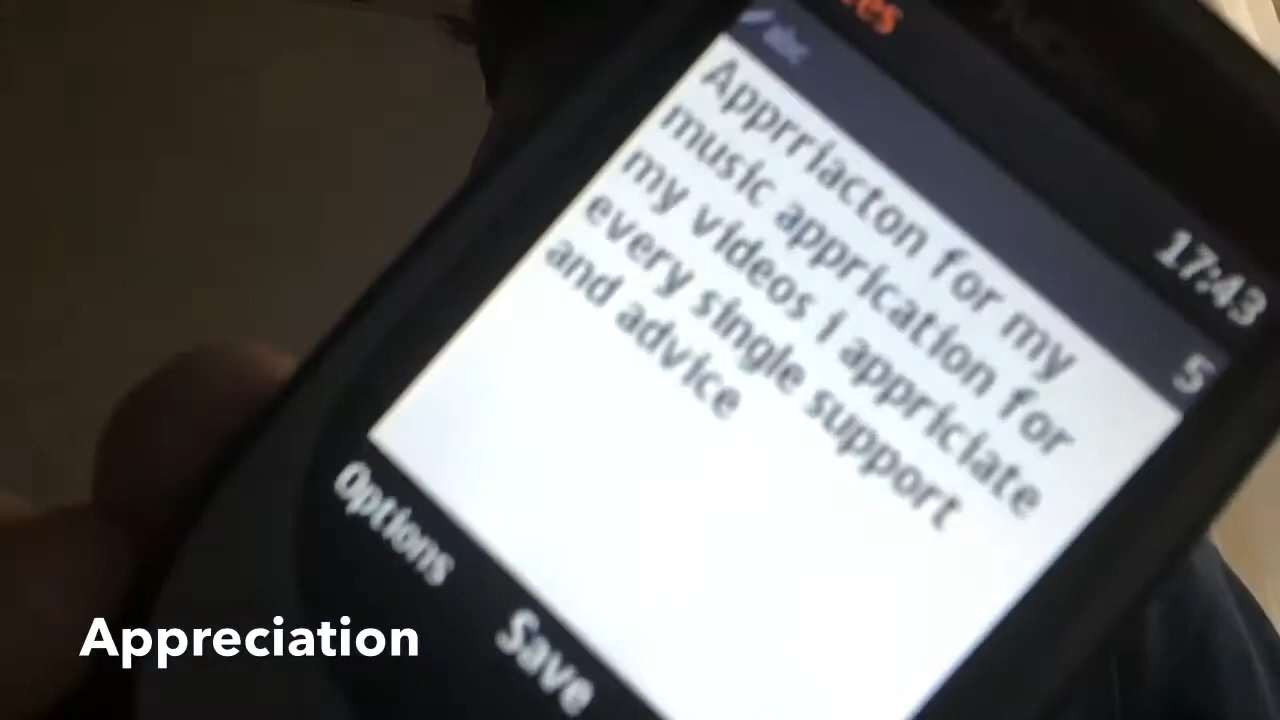 abc
17:43
5
Apprriacton for my
music apprication for
my videos i appriciate
every single support
and advice
Options
Save
Appreciation